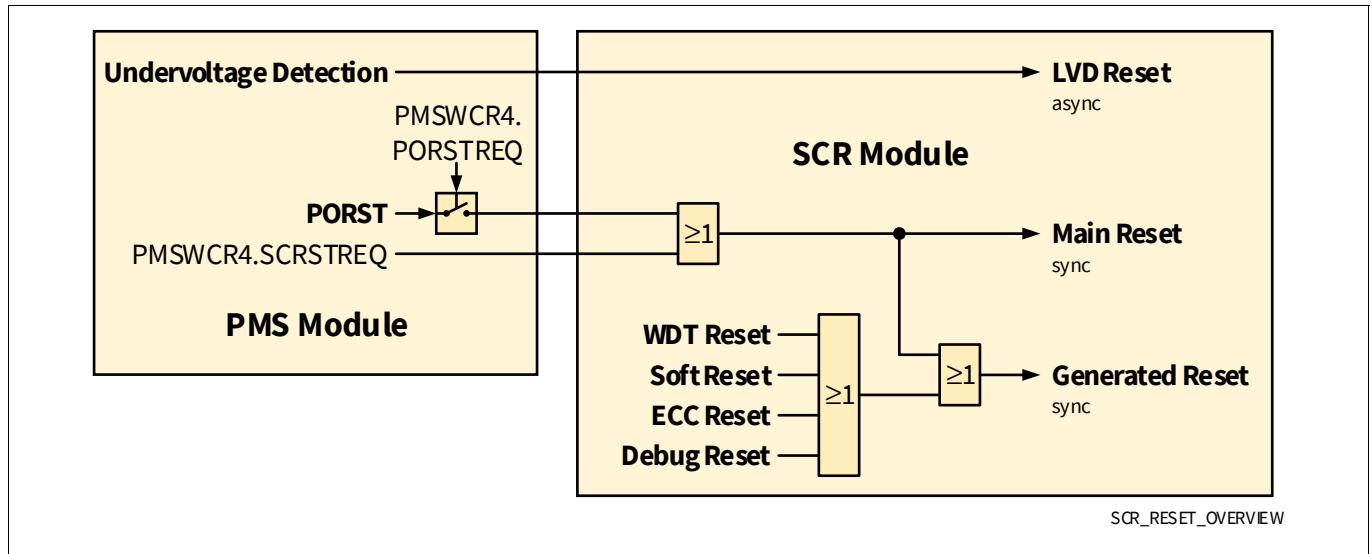 Undervoltage Detection
LVD Reset
async
PMSWCR4.
PORSTREQ
SCR Module
PORST
≥1
Main Reset
sync
PMSWCR4.SCRSTREQ
PMS Module
WDT Reset
Soft Reset
ECC Reset
Debug Reset
≥1
≥1
Generated Reset
sync
SCR_RESET_OVERVIEW